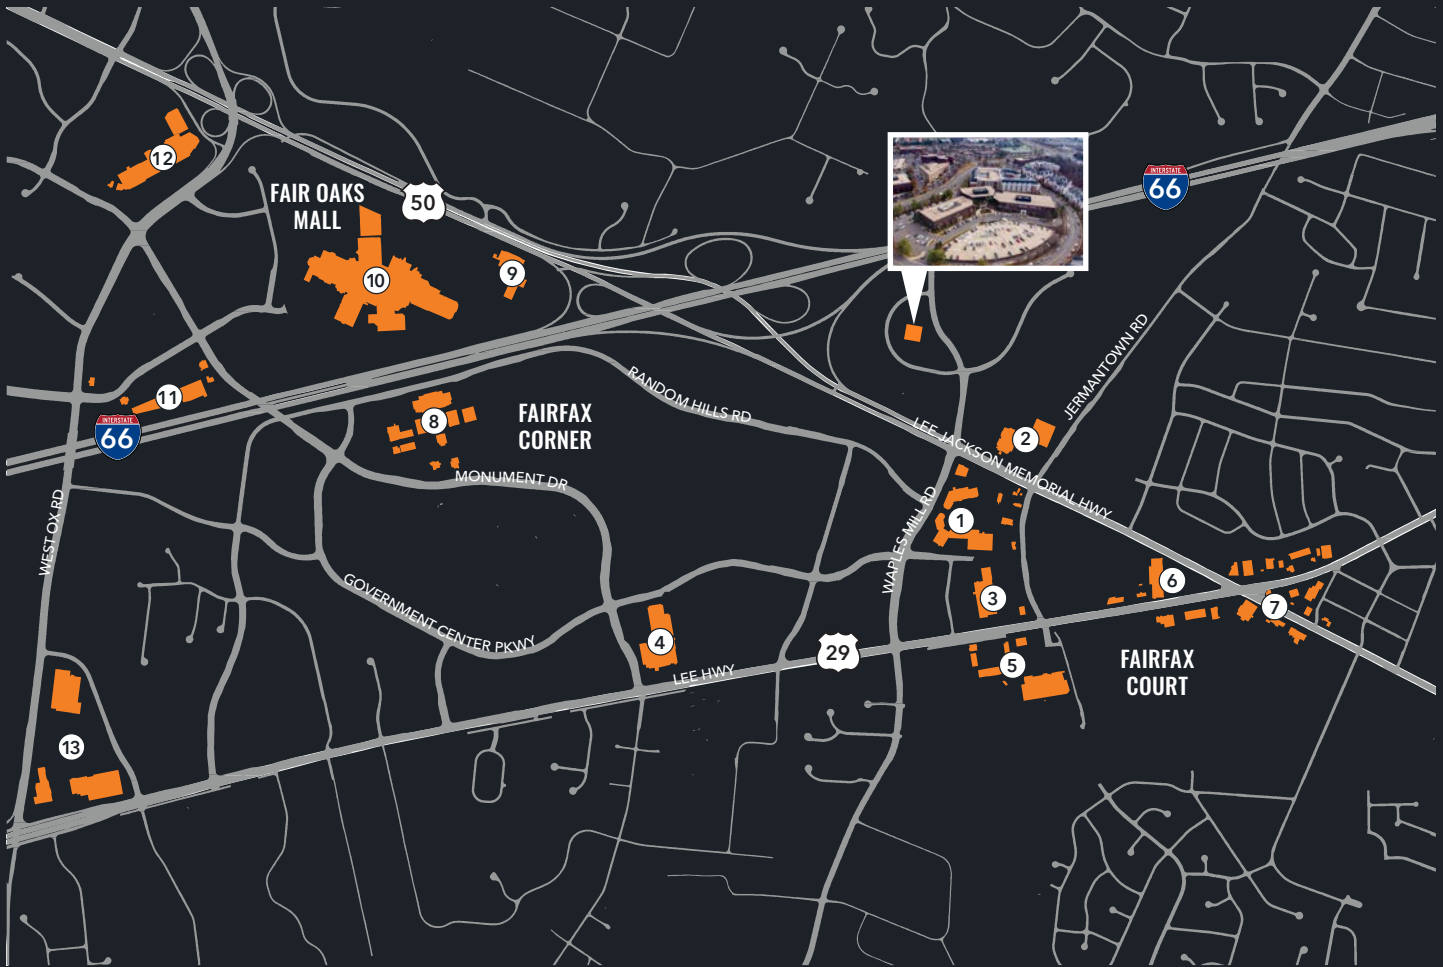 12
FAIR OAKS
MALL
50
INTERSTATE
66
10
9
JERMANTOWN RD
RANDOM HILLS RD
11
8
FAIRFAX
CORNER
INTERSTATE
66
LEE JACKSON MEMORIAL HWY
2
MONUMENT DR
WEST OX RD
WAPLES MILL RD
1
GOVERNMENT CENTER PKWY
3
6
7
4
29
5
LEE HWY
FAIRFAX
COURT
13